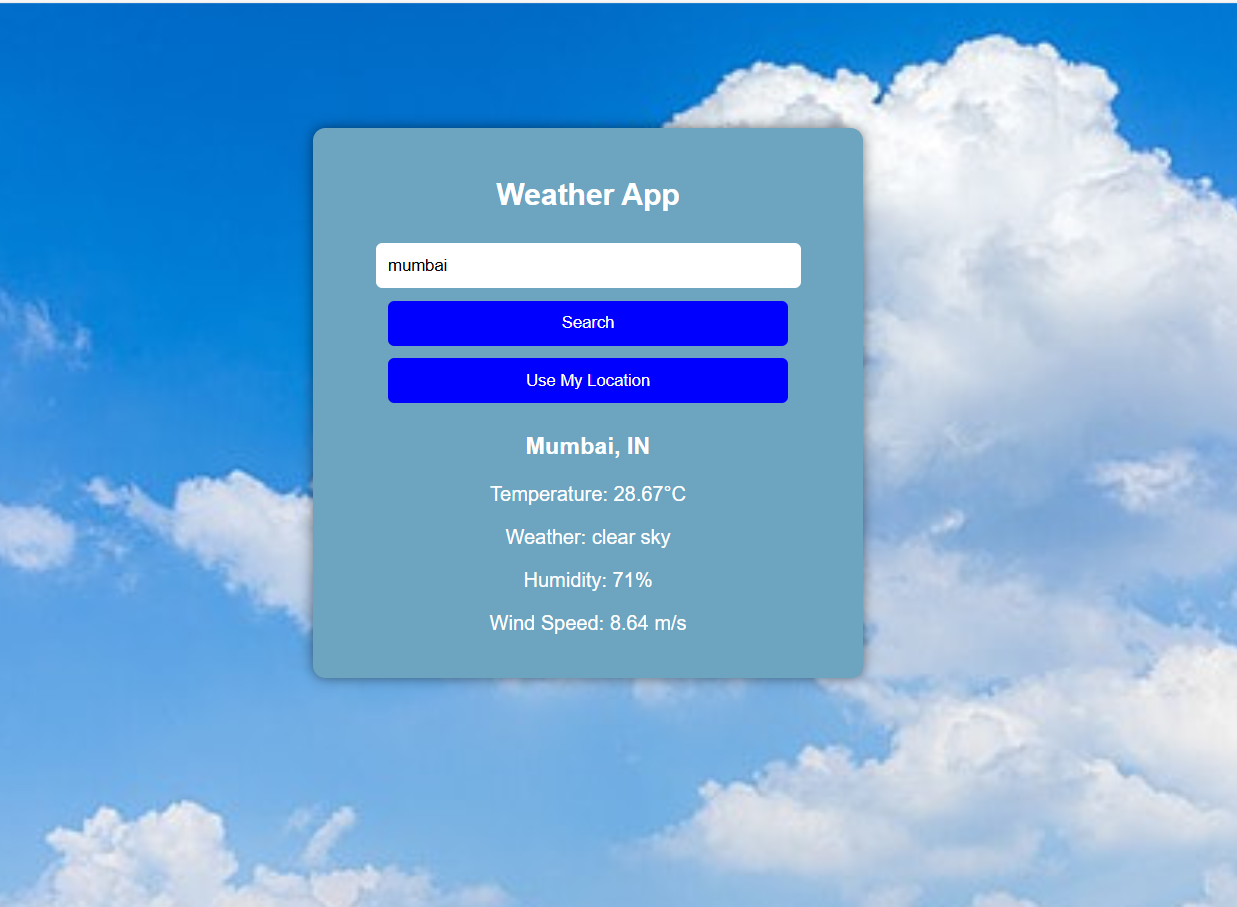 Weather App
mumbai
Search
Use My Location
Mumbai, IN
Temperature: 28.67°C
Weather: clear sky
Humidity: 71%
Wind Speed: 8.64 m/s